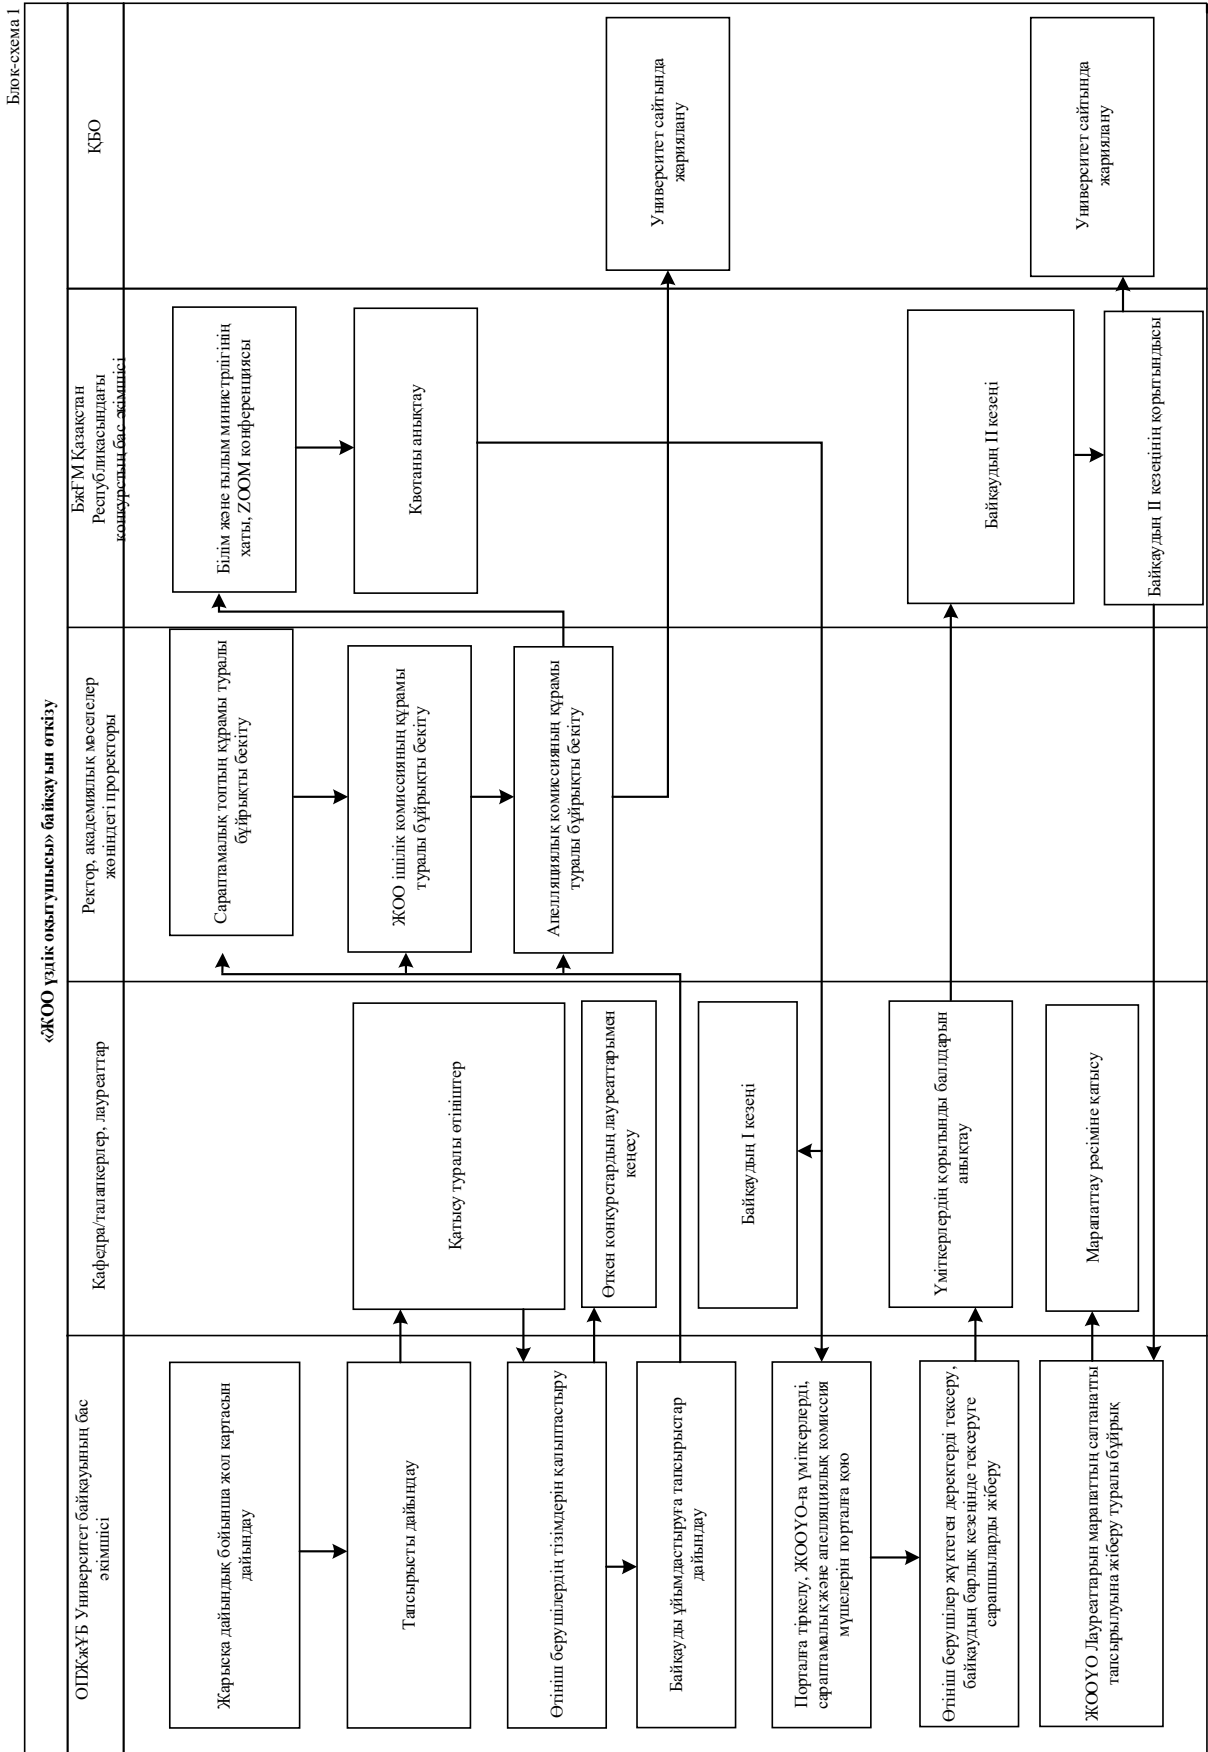 Блок-схема 1
«ЖОО үздік оқытушысы» байқауын өткізу
ОПЖжҰБ Университет байқауының бас
әкімшісі
Кафедра/талапкерлер, лауреаттар
Ректор, академиялық мәселелер
жөніндегі проректоры
БжҒМ Қазақстан
Республикасындағы
конкурстың бас әкімшісі
ҚБО
Жарысқа дайындық бойынша жол картасын
дайындау
Тапсырысты дайындау
Өтініш берушілердің тізімдерін қалыптастыру
Байқауды ұйымдастыруға тапсырыстар
дайындау
Порталға тіркелу, ЖООҮО-ға үміткерлерді,
сараптамалық және апелляциялық комиссия
мүшелерін порталға қою
Өтініш берушілер жүктеген деректерді тексеру,
байқаудың барлық кезеңінде тексеруге
сарапшыларды жіберу
ЖООҮО Лауреаттарын марапаттың салтанатты
тапсырылуына жіберу туралы бұйрық
Қатысу туралы өтініштер
Өткен конкурстардың лауреаттарымен
кеңесу
Байқаудың I кезеңі
Үміткерлердің қорытынды баллдарын
анықтау
Марапаттау рәсіміне қатысу
Сараптамалық топтың құрамы туралы
бұйрықты бекіту
ЖОО ішілік комиссияның құрамы
туралы бұйрықты бекіту
Апелляциялық комиссияның құрамы
туралы бұйрықты бекіту
Білім және ғылым министрлігінің
хаты, ZOOM конференциясы
Квотаны анықтау
Байқаудың II кезеңі
Байқаудың II кезеңінің қорытындысы
Университет сайтында
жариялану
Университет сайтында
жариялану